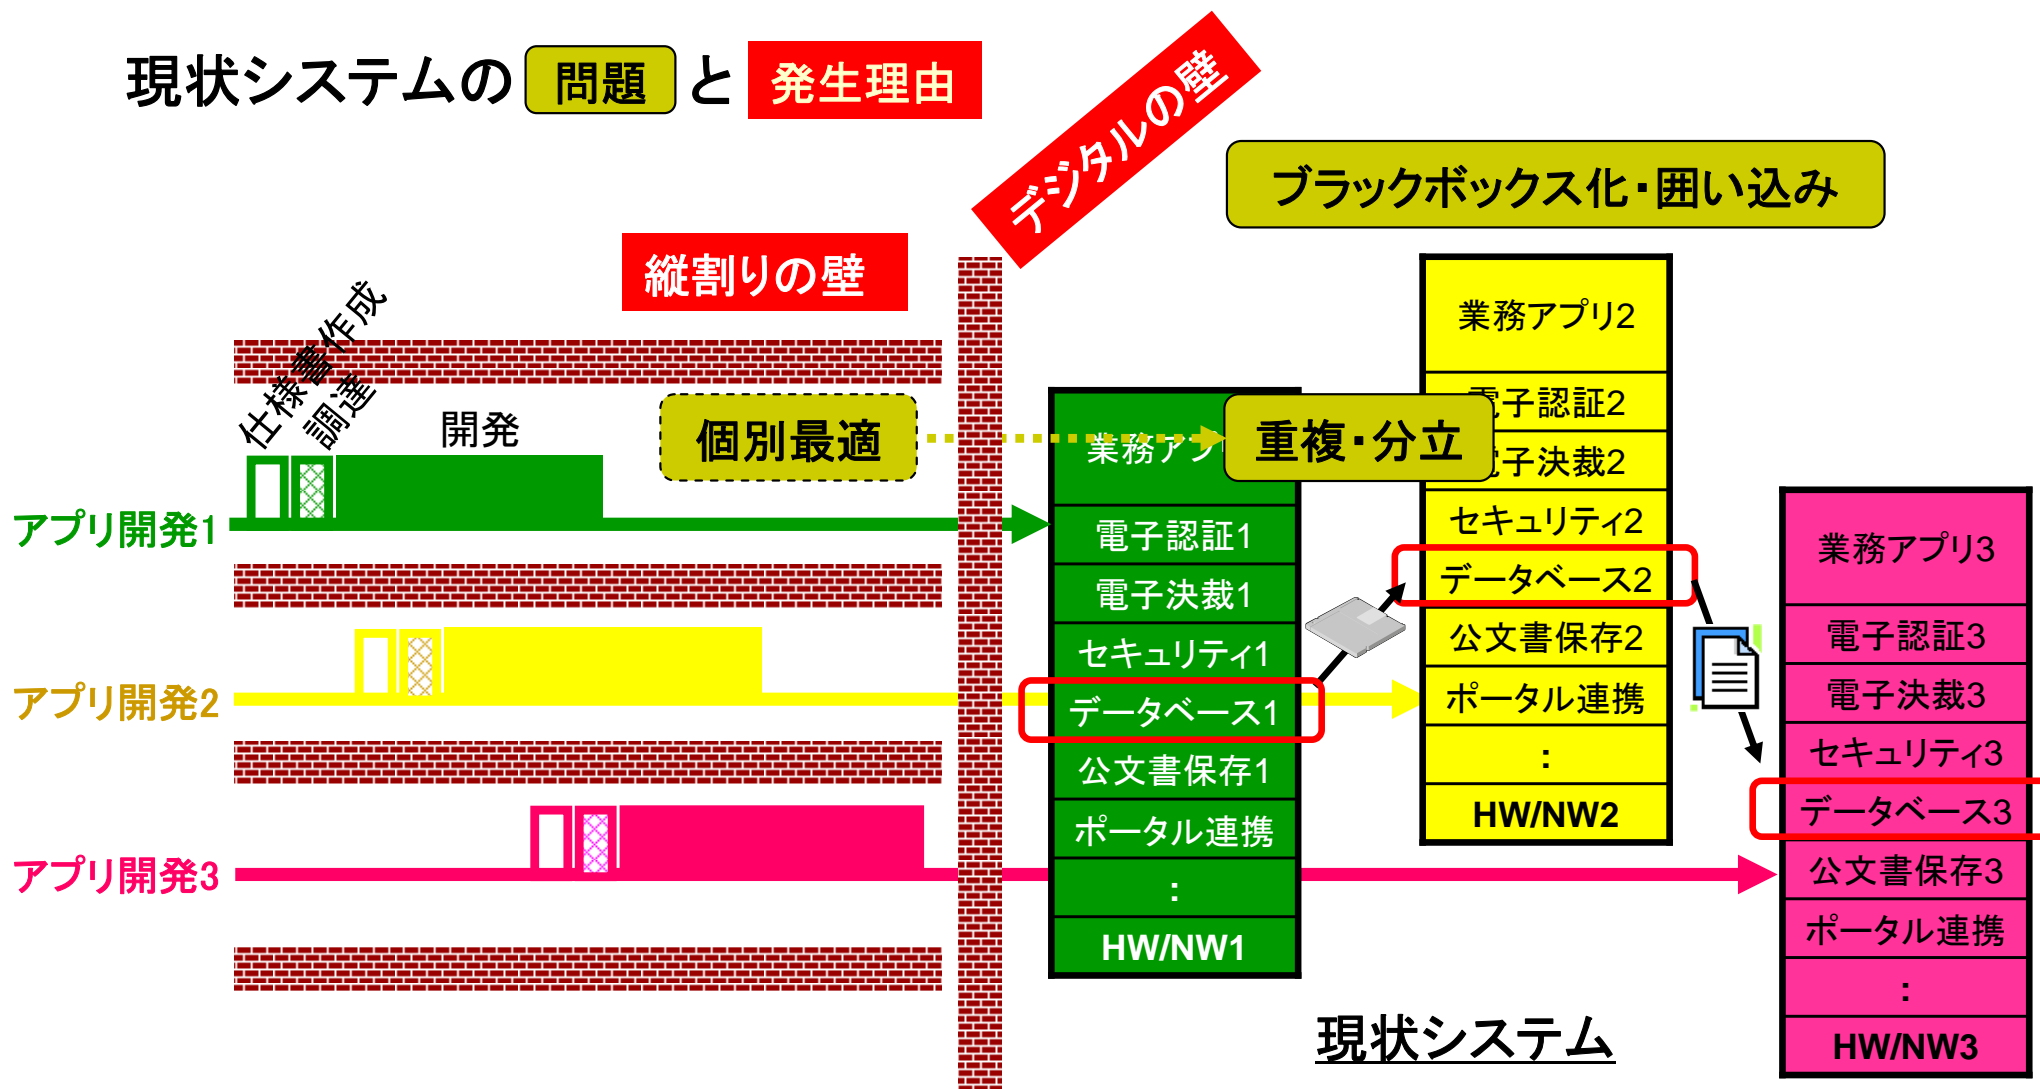 現状システムの 問題 と 発生理由
デジタルの壁
ブラックボックス化・囲い込み
縦割りの壁
仕様書作成
調達
開発
個別最適
重複・分立
アプリ開発1
アプリ開発2
アプリ開発3
業務アプ
電子認証1
電子決裁1
セキュリティ1
データベース1
公文書保存1
ポータル連携
:
HW/NW1
業務アプリ2
電子認証2
子決裁2
セキュリティ2
データベース2
公文書保存2
ポータル連携
:
HW/NW2
業務アプリ3
電子認証3
電子決裁3
セキュリティ3
データベース3
公文書保存3
ポータル連携
:
HW/NW3
現状システム